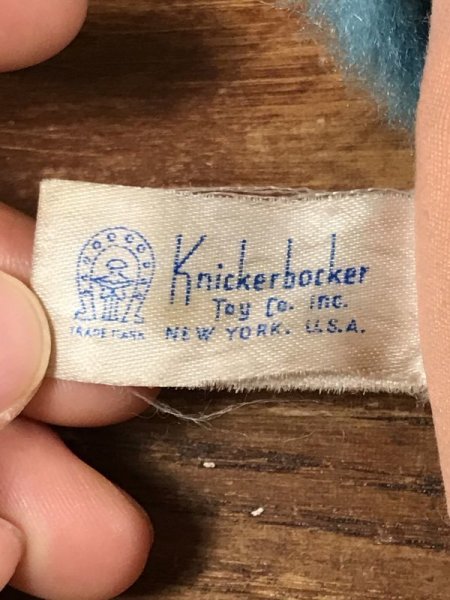 Knickerbocker
Toy Co. inc.
TRADE MARK NEW YORK. U.S.A.